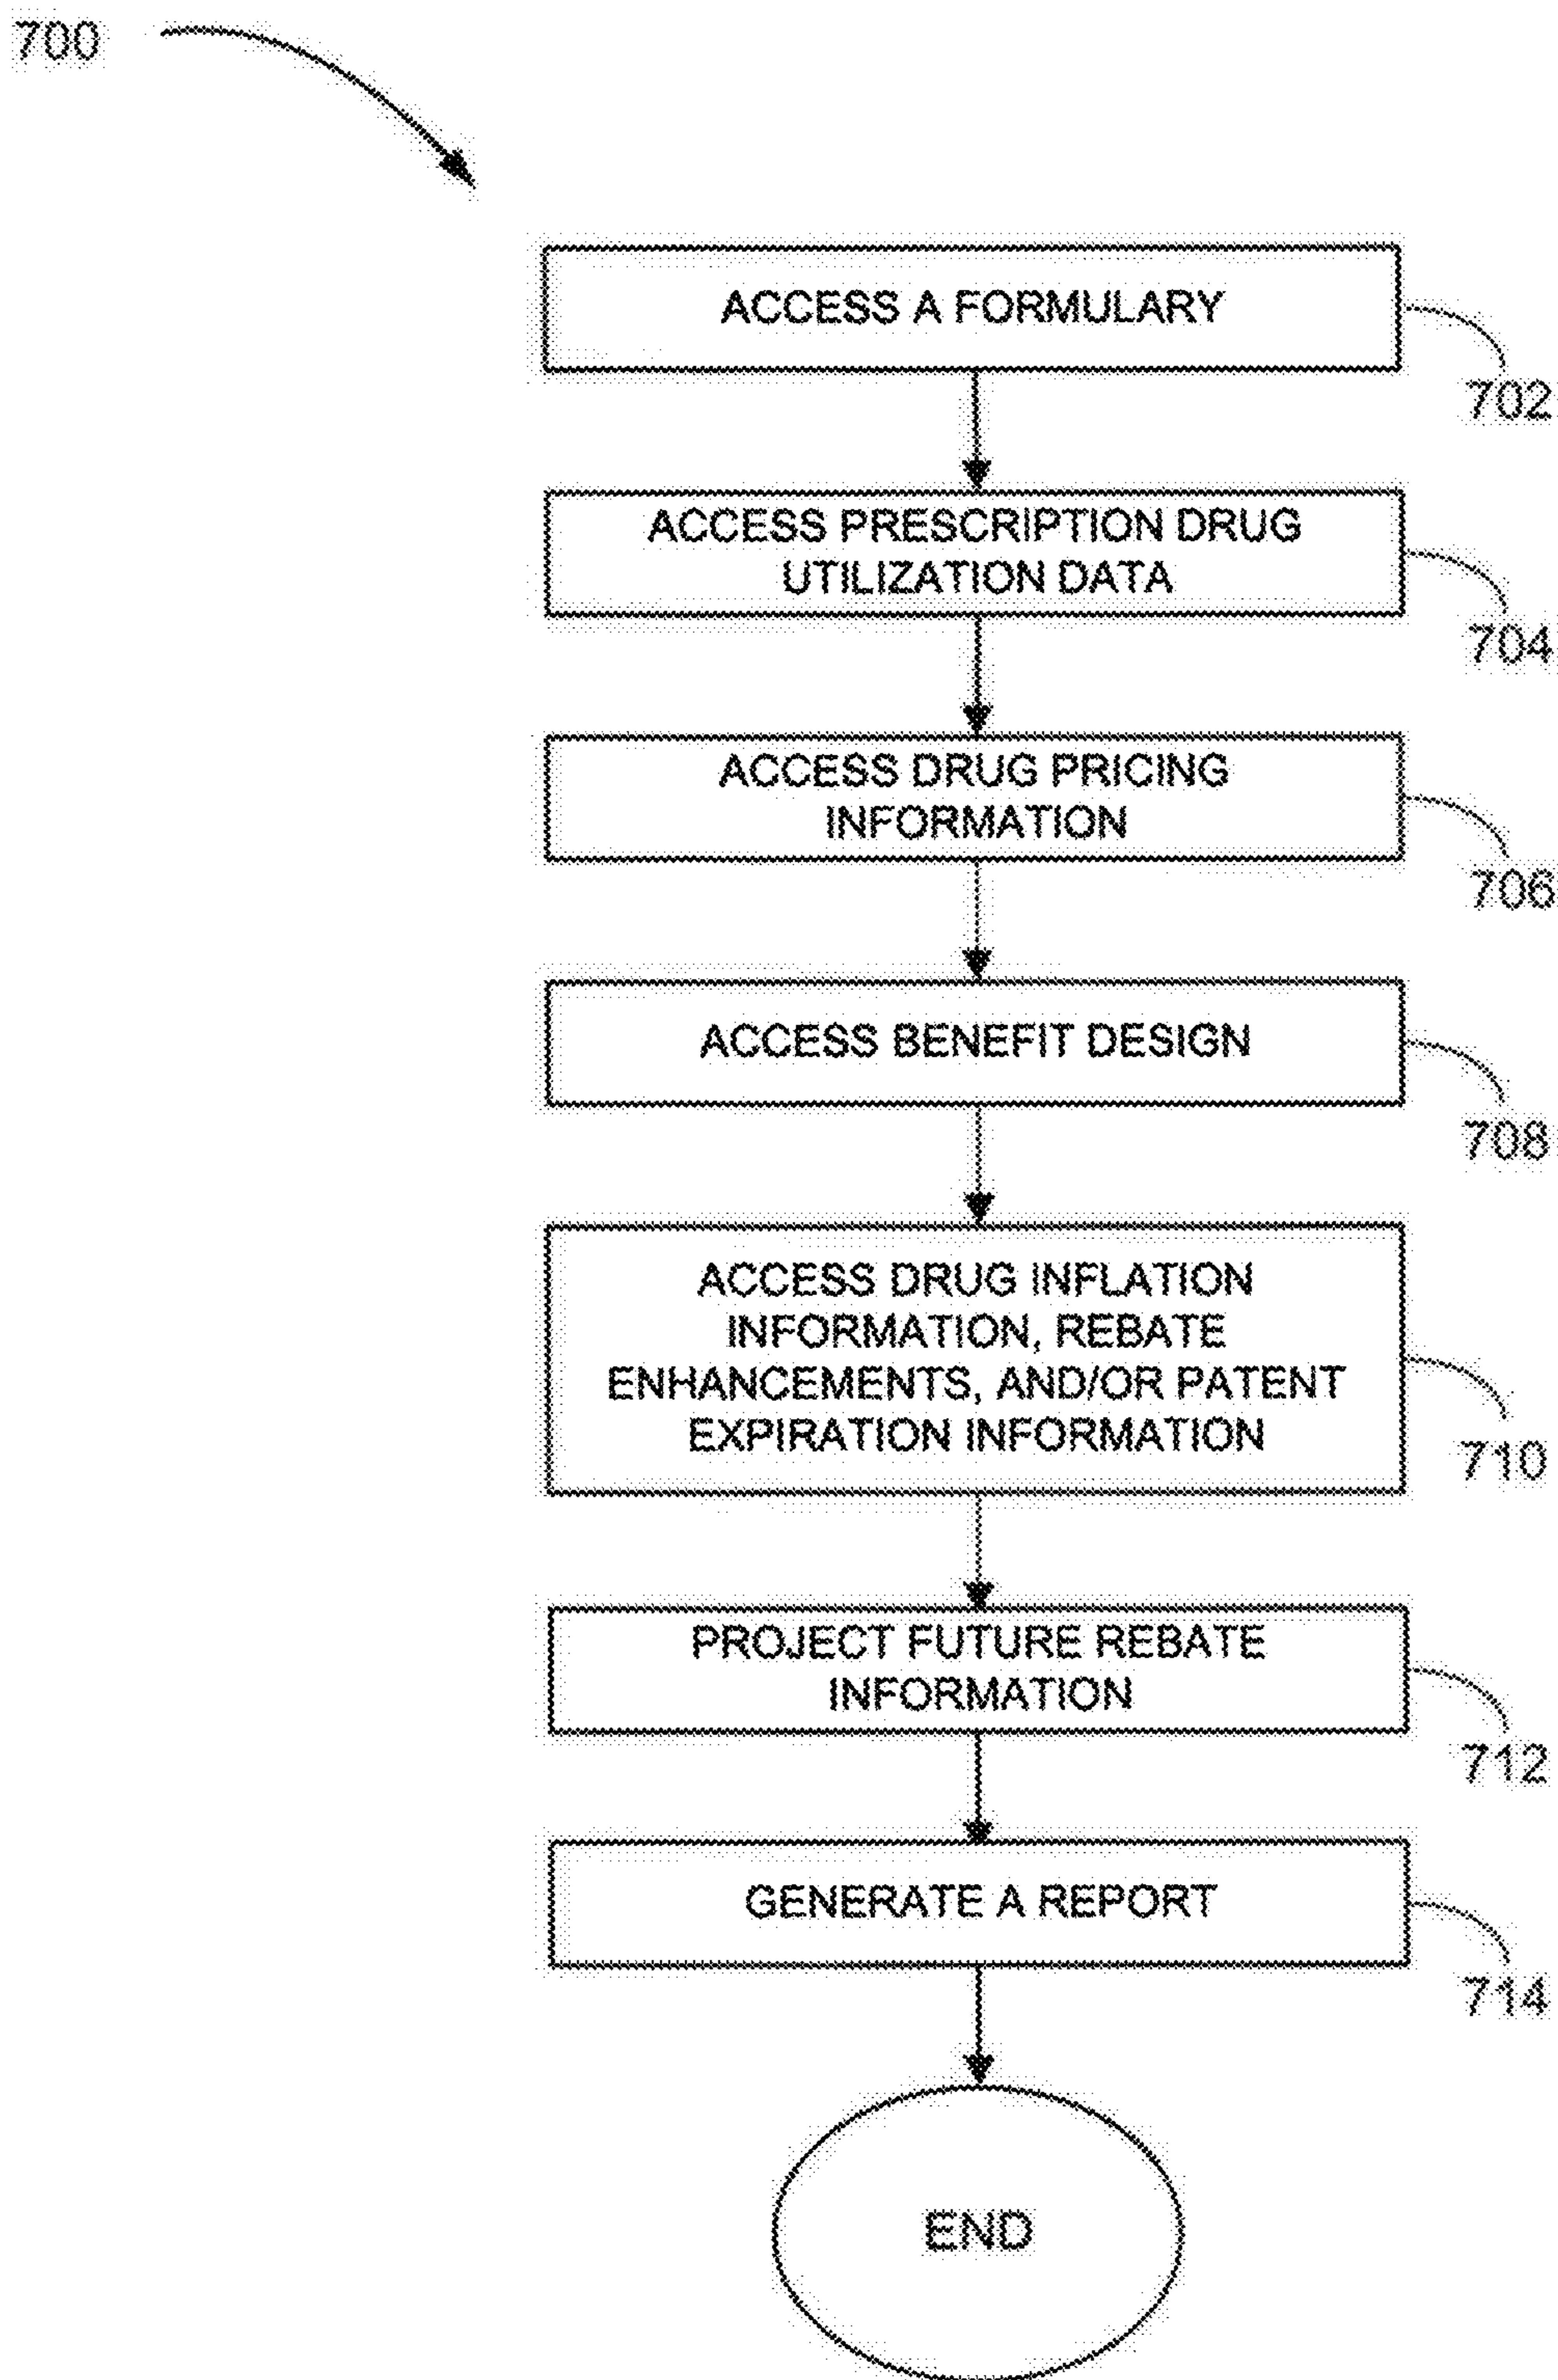 700
ACCESS A FORMULARY
702
ACCESS PRESCRIPTION DRUG
UTILIZATION DATA
704
ACCESS DRUG PRICING
INFORMATION
706
ACCESS BENEFIT DESIGN
708
ACCESS DRUG INFLATION
INFORMATION, REBATE
ENHANCEMENTS, AND/OR PATENT
EXPIRATION INFORMATION
710
PROJECT FUTURE REBATE
INFORMATION
712
GENERATE A REPORT
714
END